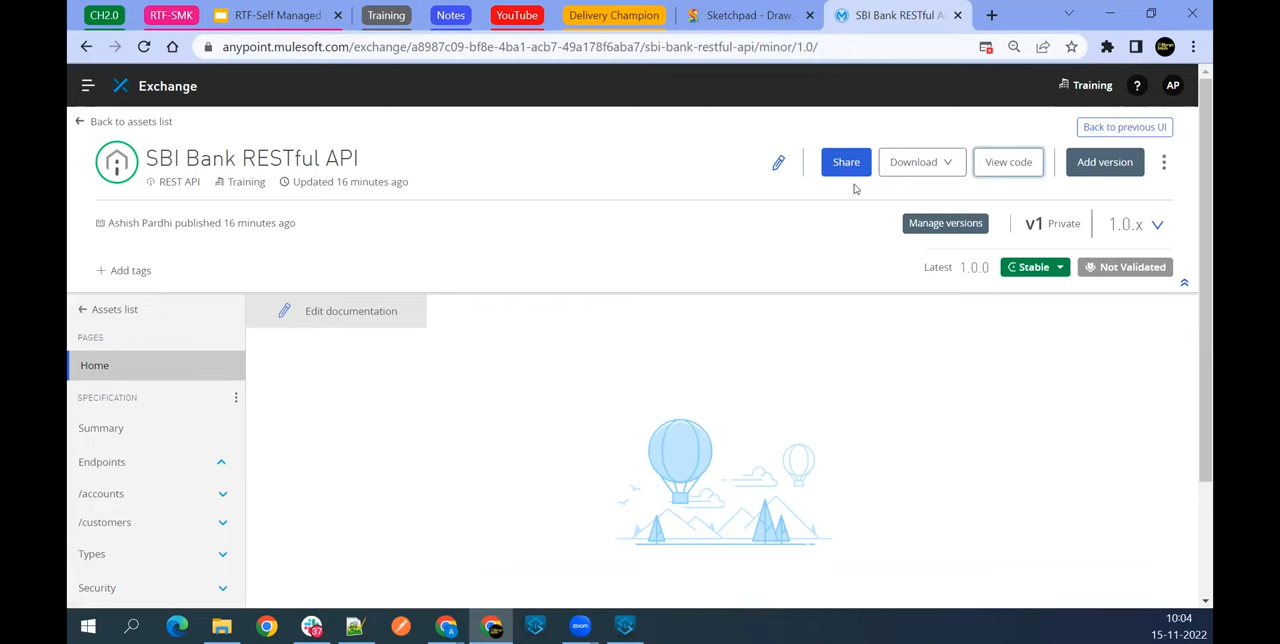 CH2.0
RTF-SMK
RTF-Self Managed
Training
Notes
YouTube
Delivery Champion
Sketchpad - Draw,
SBI Bank RESTful A
anypoint.mulesoft.com/exchange/a8987c09-bf8e-4ba1-acb7-49a178f6aba7/sbi-bank-restful-api/minor/1.0/
Exchange
Training
?
AP
Back to assets list
Back to previous UI
SBI Bank RESTful API
Share
Download
View code
Add version
REST API
Training
Updated 16 minutes ago
Ashish Pardhi published 16 minutes ago
Manage versions
v1 Private
1.0.x
Add tags
Latest 1.0.0
Stable
Not Validated
Assets list
Edit documentation
PAGES
Home
SPECIFICATION
Summary
Endpoints
/accounts
/customers
Types
Security
37
zoom
10:04
15-11-2022